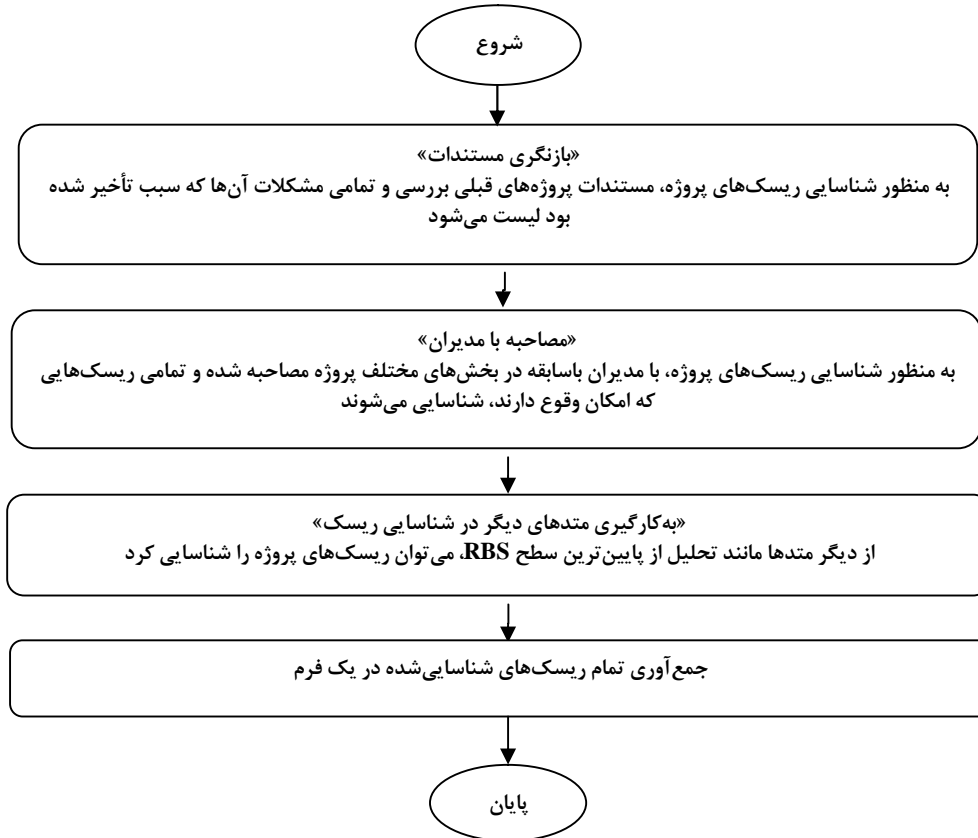 شروع
«بازنگری مستندات»
به منظور شناسایی ریسک‌های پروژه، مستندات پروژه‌های قبلی بررسی و تمامی مشکلات آن‌ها که سبب تأخیر شده
بود لیست می‌شود
«مصاحبه با مدیران»
به منظور شناسایی ریسک‌های پروژه، با مدیران باسابقه در بخش‌های مختلف پروژه مصاحبه شده و تمامی ریسک‌هایی
که امکان وقوع دارند، شناسایی می‌شوند
«به‌کارگیری متدهای دیگر در شناسایی ریسک»
از دیگر متدها مانند تحلیل از پایین‌ترین سطح RBS، می‌توان ریسک‌های پروژه را شناسایی کرد
جمع‌آوری تمام ریسک‌های شناسایی‌شده در یک فرم
پایان